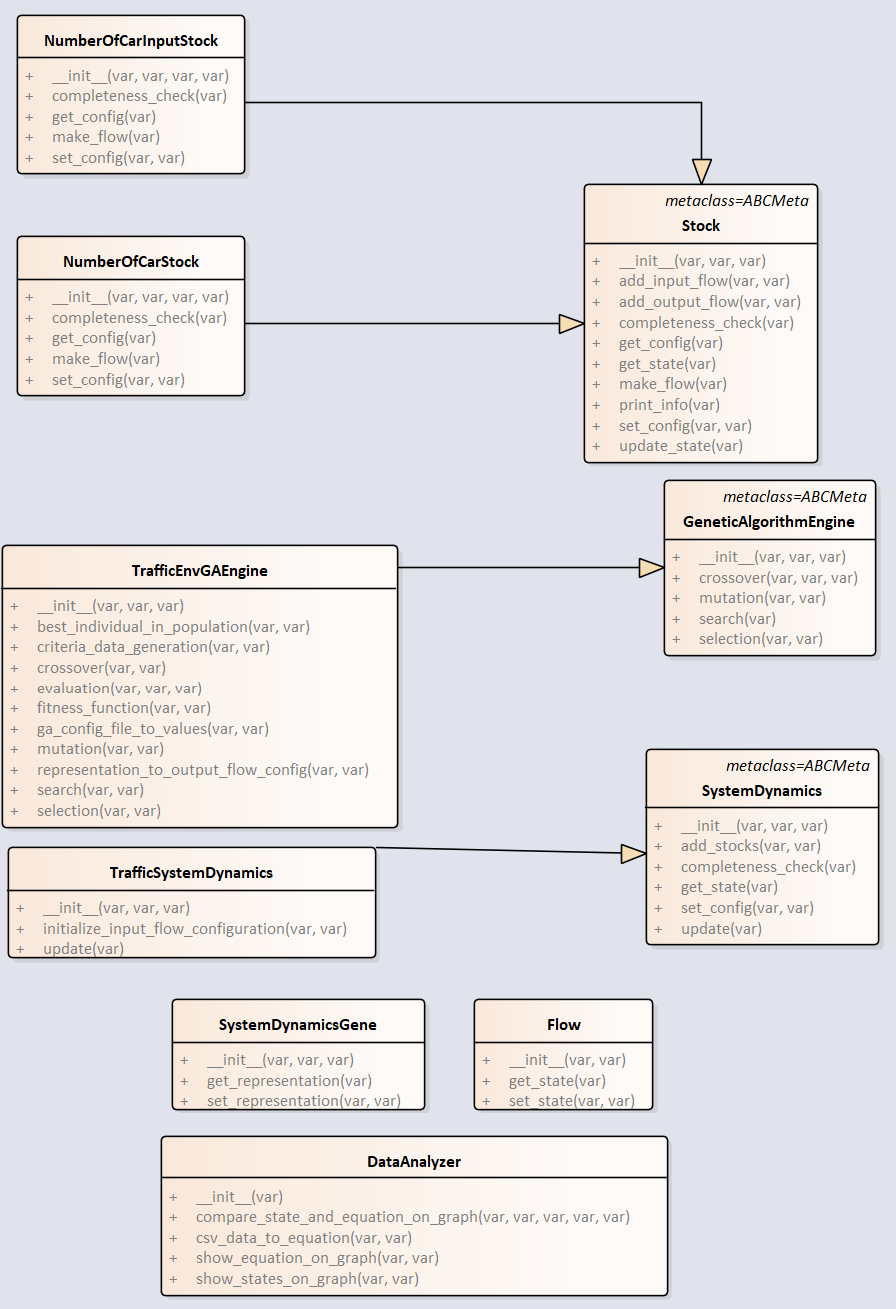 NumberOfCarInputStock
+ __init__(var, var, var, var)
+ completeness_check(var)
+ get_config(var)
+ make_flow(var)
+ set_config(var, var)
metaclass=ABCMeta
Stock
+ __init__(var, var, var)
+ add_input_flow(var, var)
+ add_output_flow(var, var)
+ completeness_check(var)
+ get_config(var)
+ get_state(var)
+ make_flow(var)
+ print_info(var)
+ set_config(var, var)
+ update_state(var)
NumberOfCarStock
+ __init__(var, var, var, var)
+ completeness_check(var)
+ get_config(var)
+ make_flow(var)
+ set_config(var, var)
metaclass=ABCMeta
GeneticAlgorithmEngine
+ __init__(var, var, var)
+ crossover(var, var, var)
+ mutation(var, var)
+ search(var)
+ selection(var, var)
TrafficEnvGAEngine
+ __init__(var, var, var)
+ best_individual_in_population(var, var)
+ criteria_data_generation(var, var)
+ crossover(var, var)
+ evaluation(var, var, var)
+ fitness_function(var, var)
+ ga_config_file_to_values(var, var)
+ mutation(var, var)
+ representation_to_output_flow_config(var, var)
+ search(var, var)
+ selection(var, var)
metaclass=ABCMeta
SystemDynamics
+ __init__(var, var, var)
+ add_stocks(var, var)
+ completeness_check(var)
+ get_state(var)
+ set_config(var, var)
+ update(var)
TrafficSystemDynamics
+ __init__(var, var, var)
+ initialize_input_flow_configuration(var, var)
+ update(var)
SystemDynamicsGene
+ __init__(var, var, var)
+ get_representation(var)
+ set_representation(var, var)
Flow
+ __init__(var, var)
+ get_state(var)
+ set_state(var, var)
DataAnalyzer
+ __init__(var)
+ compare_state_and_equation_on_graph(var, var, var, var, var)
+ csv_data_to_equation(var, var)
+ show_equation_on_graph(var, var)
+ show_states_on_graph(var, var)